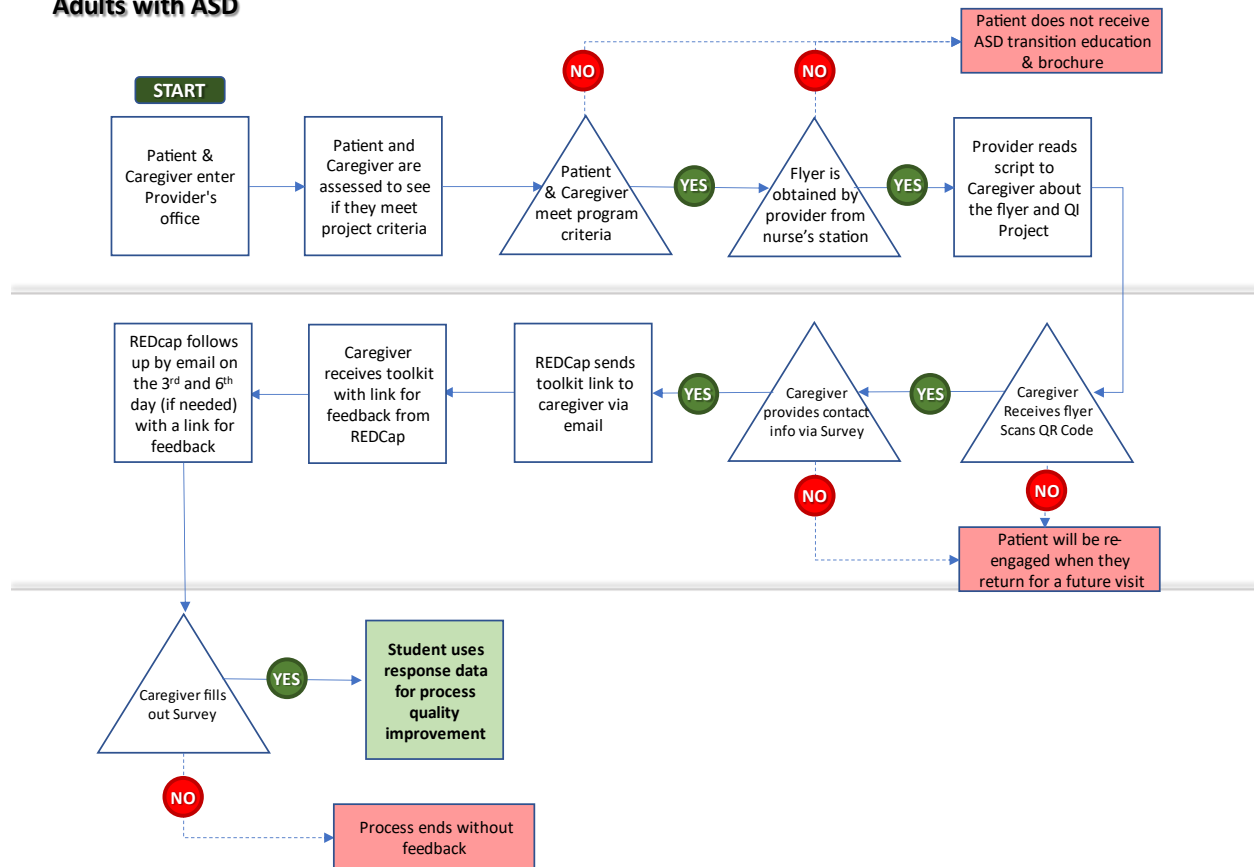 Adults with ASD
START
Patient &
Caregiver enter
Provider's
office
Patient and
Caregiver are
assessed to see
if they meet
project criteria
NO
Patient
& Caregiver
meet program
criteria
YES
NO
Flyer is
obtained by
provider from
nurse’s station
YES
Patient does not receive
ASD transition education
& brochure
Provider reads
script to
Caregiver about
the flyer and QI
Project
Caregiver
Receives flyer
Scans QR Code
YES
NO
Caregiver
provides contact
info via Survey
YES
NO
Patient will be re-
engaged when they
return for a future visit
REDCap sends
toolkit link to
caregiver via
email
Caregiver
receives toolkit
with link for
feedback from
REDCap
REDcap follows
up by email on
the 3rd and 6th
day (if needed)
with a link for
feedback
Caregiver fills
out Survey
YES
Student uses
response data
for process
quality
improvement
NO
Process ends without
feedback